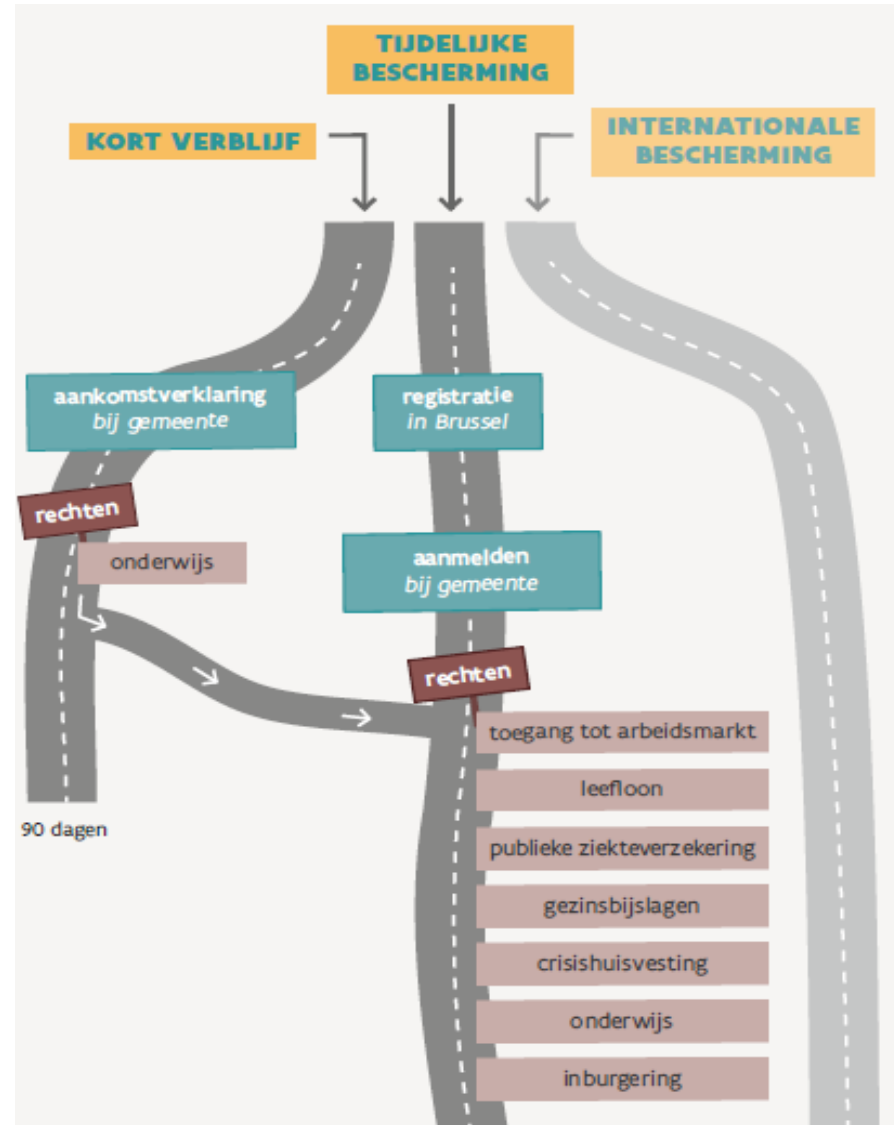 TIJDELIJKE
BESCHERMING
KORT VERBLIJF
INTERNATIONALE
BESCHERMING
aankomstverklaring
bij gemeente
registratie
in Brussel
rechten
onderwijs
aanmelden
bij gemeente
rechten
toegang tot arbeidsmarkt
leefloon
publieke ziekteverzekering
90 dagen
gezinsbijslagen
crisishuisvesting
onderwijs
inburgering